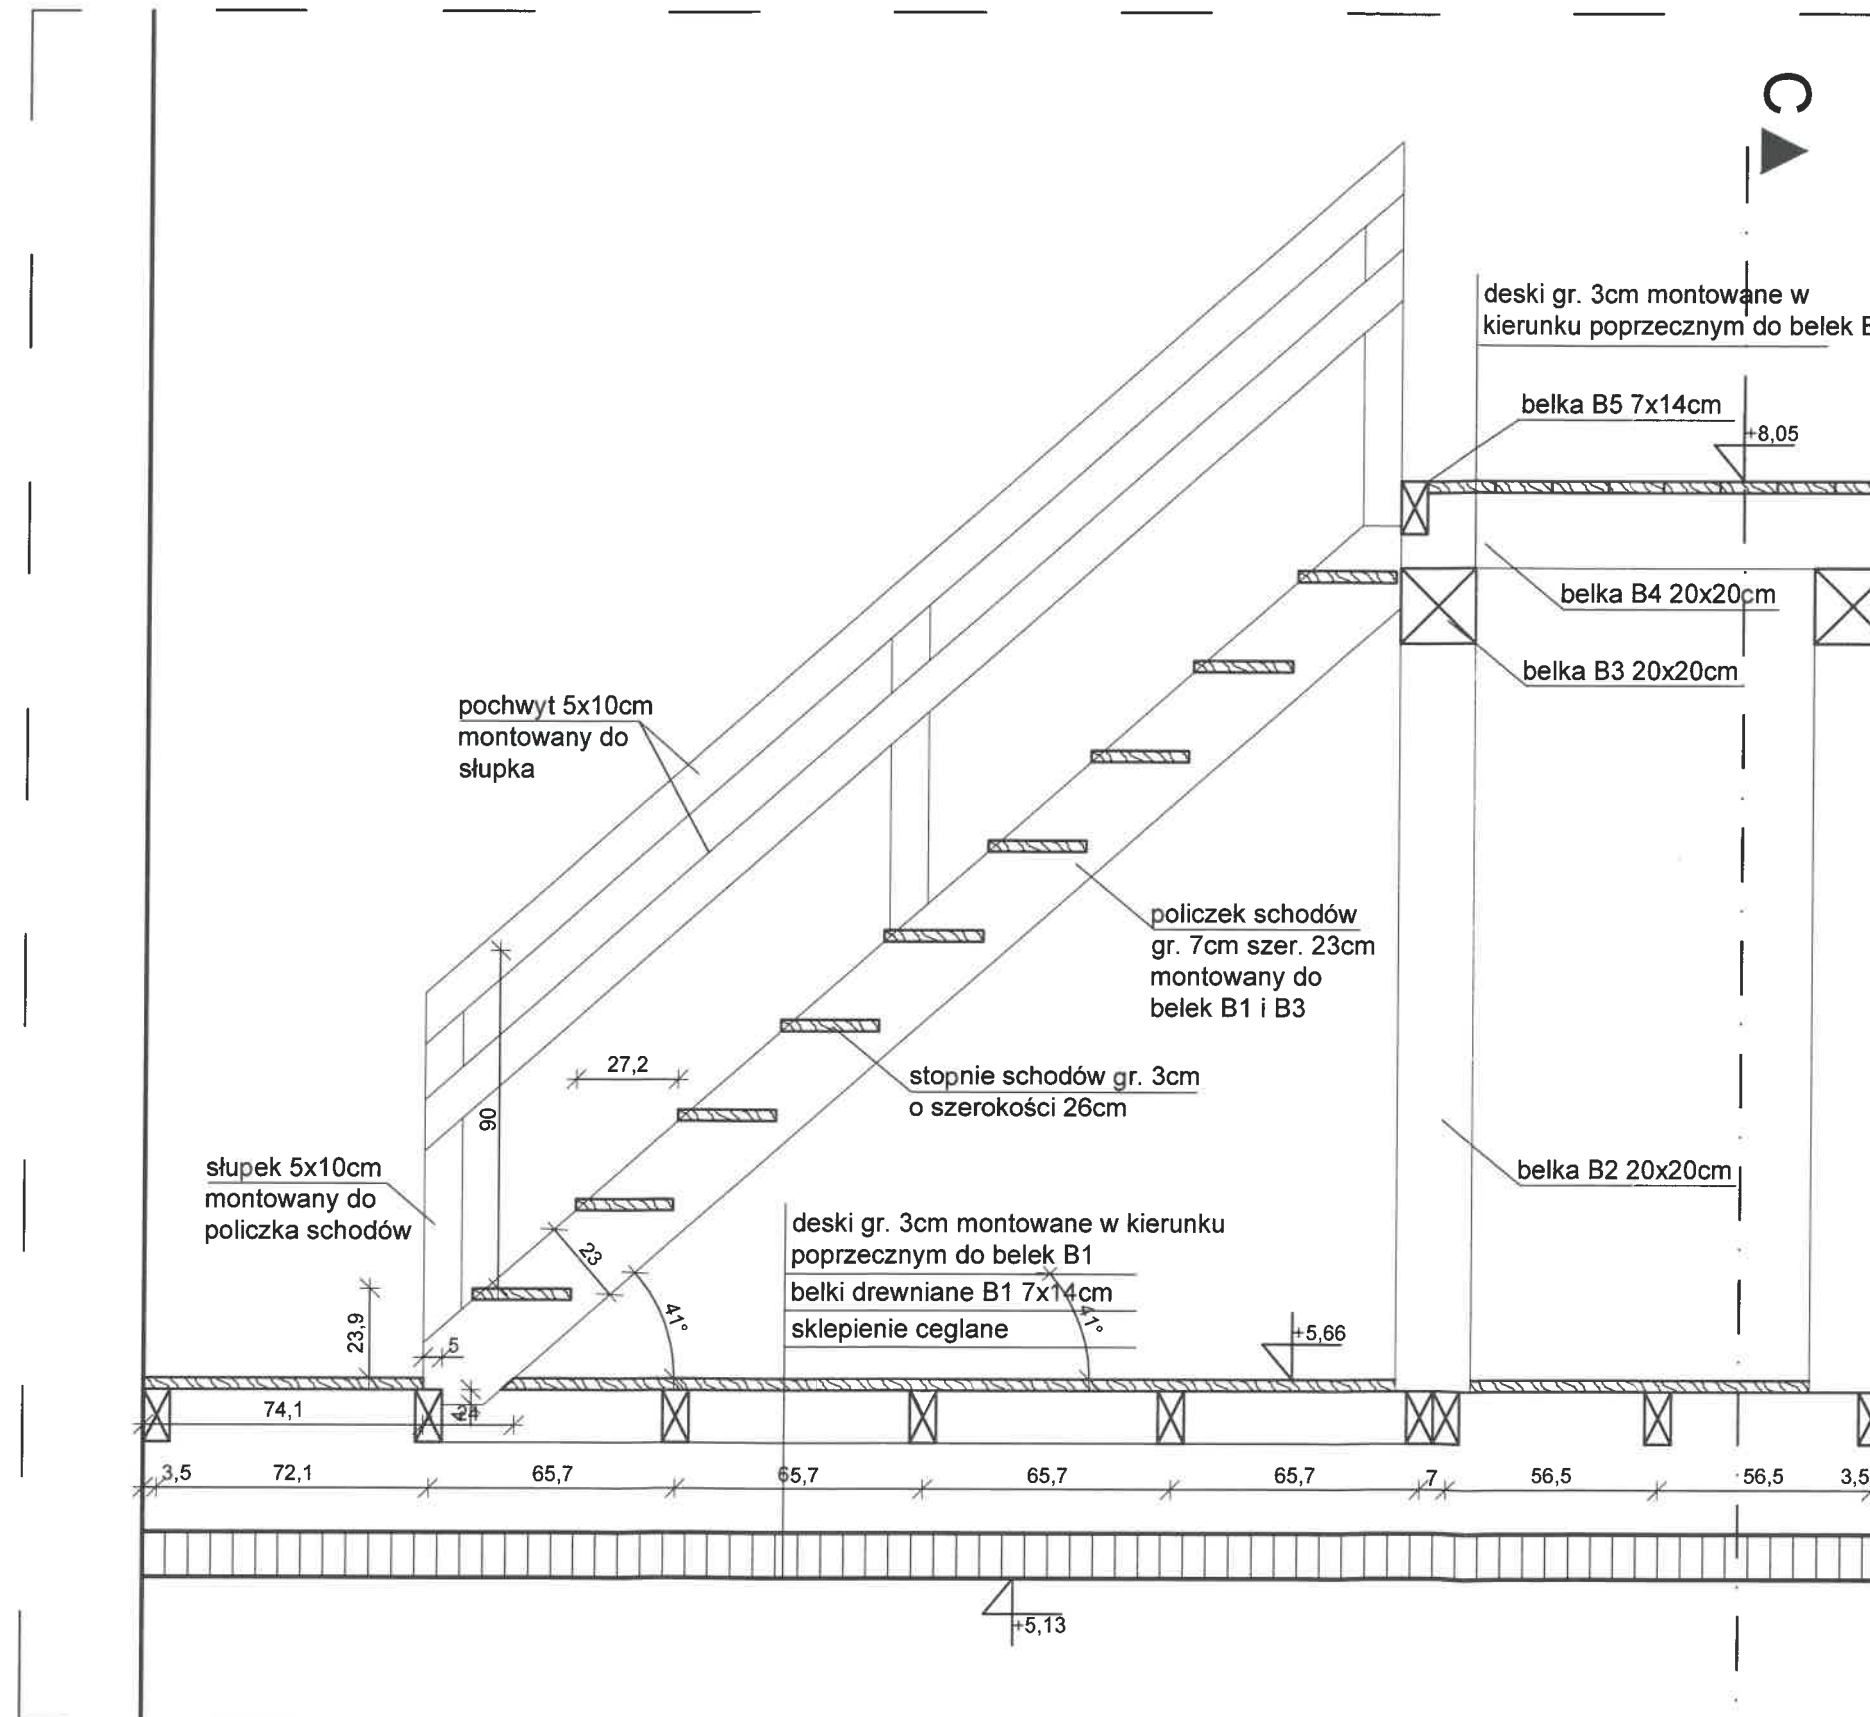 C
deski gr. 3cm montowane w
kierunku poprzecznym do belek B
belka B5 7x14cm
+8,05
belka B4 20x20cm
belka B3 20x20cm
pochwyt 5x10cm
montowany do
słupka
policzek schodów
gr. 7cm szer. 23cm
montowany do
belek B1 i B3
27,2
stopnie schodów gr. 3cm
o szerokości 26cm
90
słupek 5x10cm
montowany do
policzka schodów
belka B2 20x20cm
deski gr. 3cm montowane w kierunku
poprzecznym do belek B1
belki drewniane B1 7x14cm
sklepienie ceglane
23
41°
41°
23,9
5
+5,66
74,1
4
24
3,5 72,1 65,7 65,7 65,7 65,7 7 56,5 56,5 3,5
+5,13